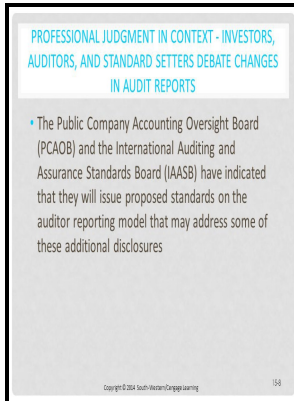 PROFESSIONAL JUDGMENT IN CONTEXT - INVESTORS,
AUDITORS, AND STANDARD SETTERS DEBATE CHANGES
IN AUDIT REPORTS
• The Public Company Accounting Oversight Board
(PCAOB) and the International Auditing and
Assurance Standards Board (IAASB) have indicated
that they will issue proposed standards on the
auditor reporting model that may address some of
these additional disclosures
Copyright © 2014 South-Western/Cengage Learning
15-8